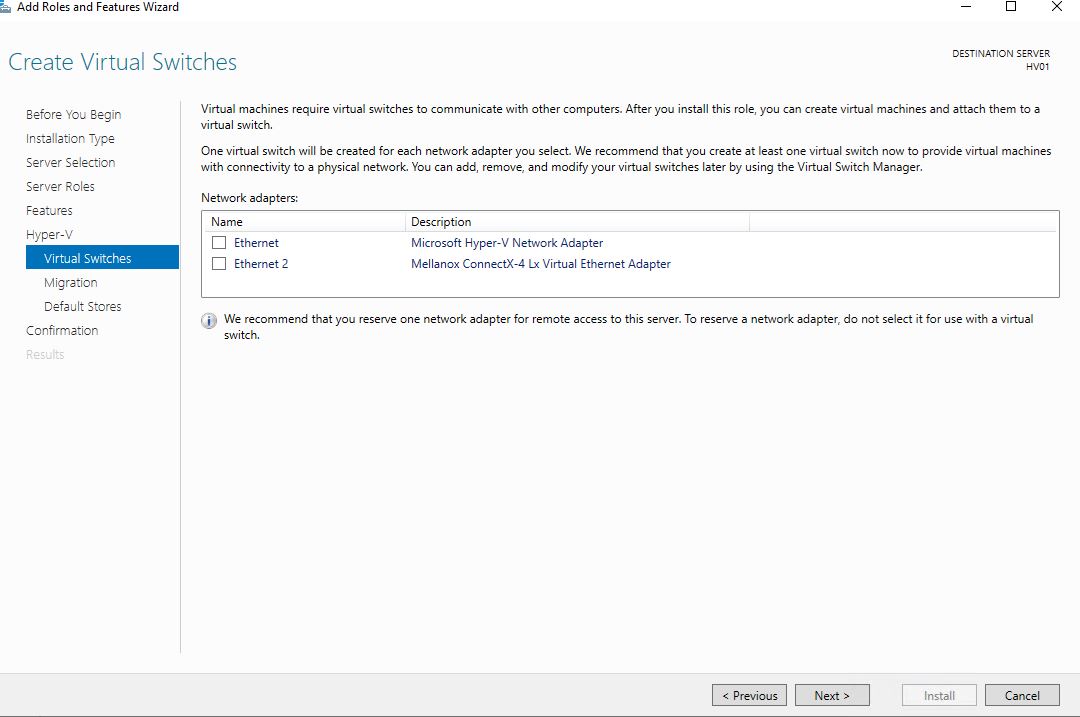 Add Roles and Features Wizard
Create Virtual Switches
DESTINATION SERVER
HV01
Before You Begin
Installation Type
Server Selection
Server Roles
Features
Hyper-V
Virtual Switches
Migration
Default Stores
Confirmation
Results
Virtual machines require virtual switches to communicate with other computers. After you install this role, you can create virtual machines and attach them to a
virtual switch.
One virtual switch will be created for each network adapter you select. We recommend that you create at least one virtual switch now to provide virtual machines
with connectivity to a physical network. You can add, remove, and modify your virtual switches later by using the Virtual Switch Manager.
Network adapters:
Name Description
Ethernet Microsoft Hyper-V Network Adapter
Ethernet 2 Mellanox ConnectX-4 Lx Virtual Ethernet Adapter
We recommend that you reserve one network adapter for remote access to this server. To reserve a network adapter, do not select it for use with a virtual
switch.
< Previous Next > Install Cancel